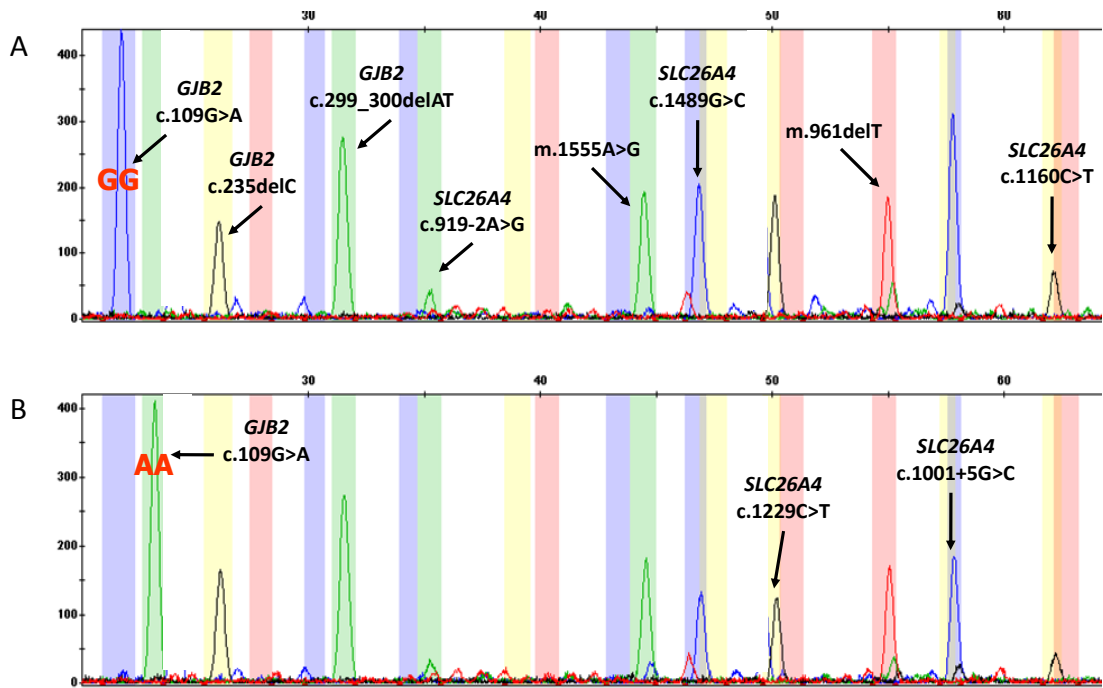 30 40 50 60
A
400
300
200
100
0
GJB2
c.109G>A
GG
GJB2
c.235delC
GJB2
c.299_300delAT
SLC26A4
c.919-2A>G
m.1555A>G
SLC26A4
c.1489G>C
m.961delT
SLC26A4
c.1160C>T
30 40 50 60
B
400
300
200
100
0
AA
GJB2
c.109G>A
SLC26A4
c.1229C>T
SLC26A4
c.1001+5G>C